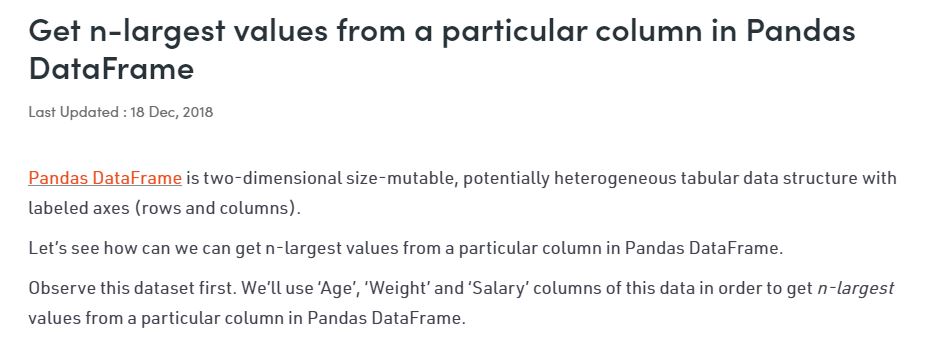 Get n-largest values from a particular column in Pandas
DataFrame
Last Updated : 18 Dec, 2018
Pandas DataFrame is two-dimensional size-mutable, potentially heterogeneous tabular data structure with
labeled axes (rows and columns).
Let's see how can we can get n-largest values from a particular column in Pandas DataFrame.
Observe this dataset first. We'll use ‘Age’, ‘Weight’ and ‘Salary’ columns of this data in order to get n-largest
values from a particular column in Pandas DataFrame.